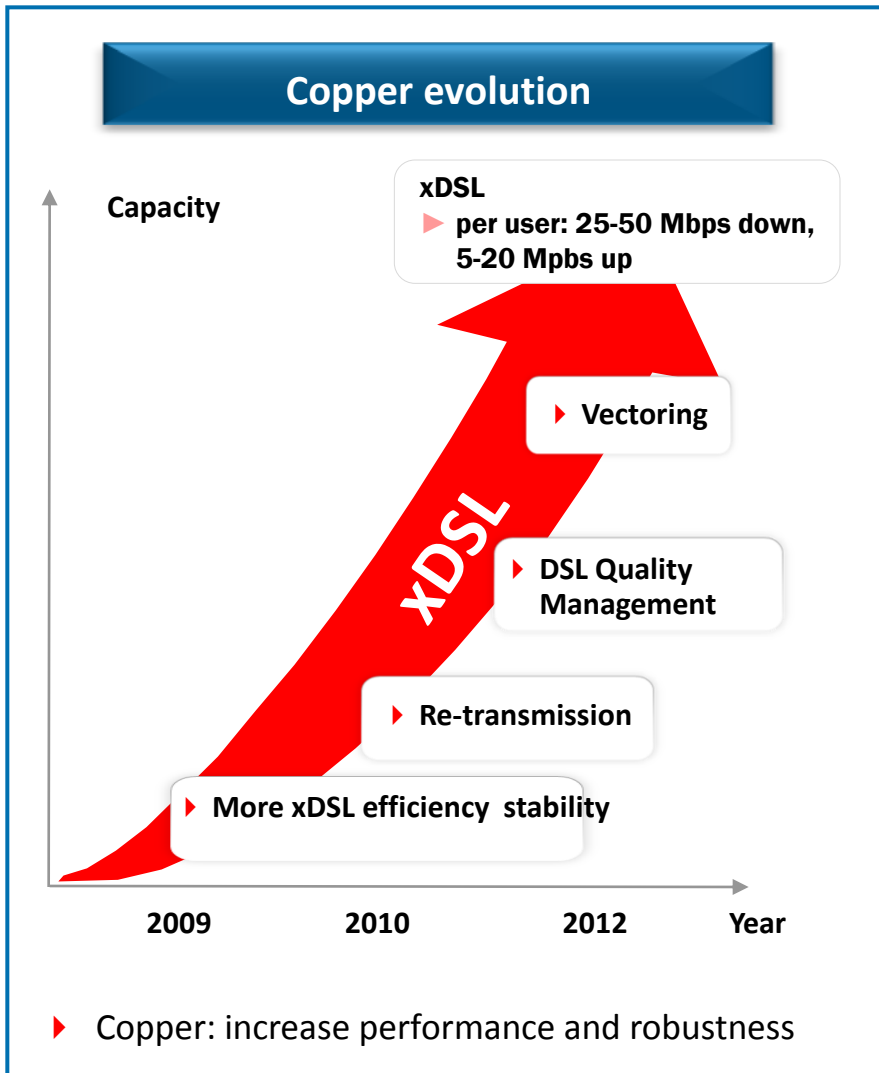 Copper evolution
Capacity
xDSL
per user: 25-50 Mbps down,
5-20 Mpbs up
Vectoring
xDSL
DSL Quality
Management
Re-transmission
More xDSL efficiency stability
2009 2010 2012 Year
Copper: increase performance and robustness